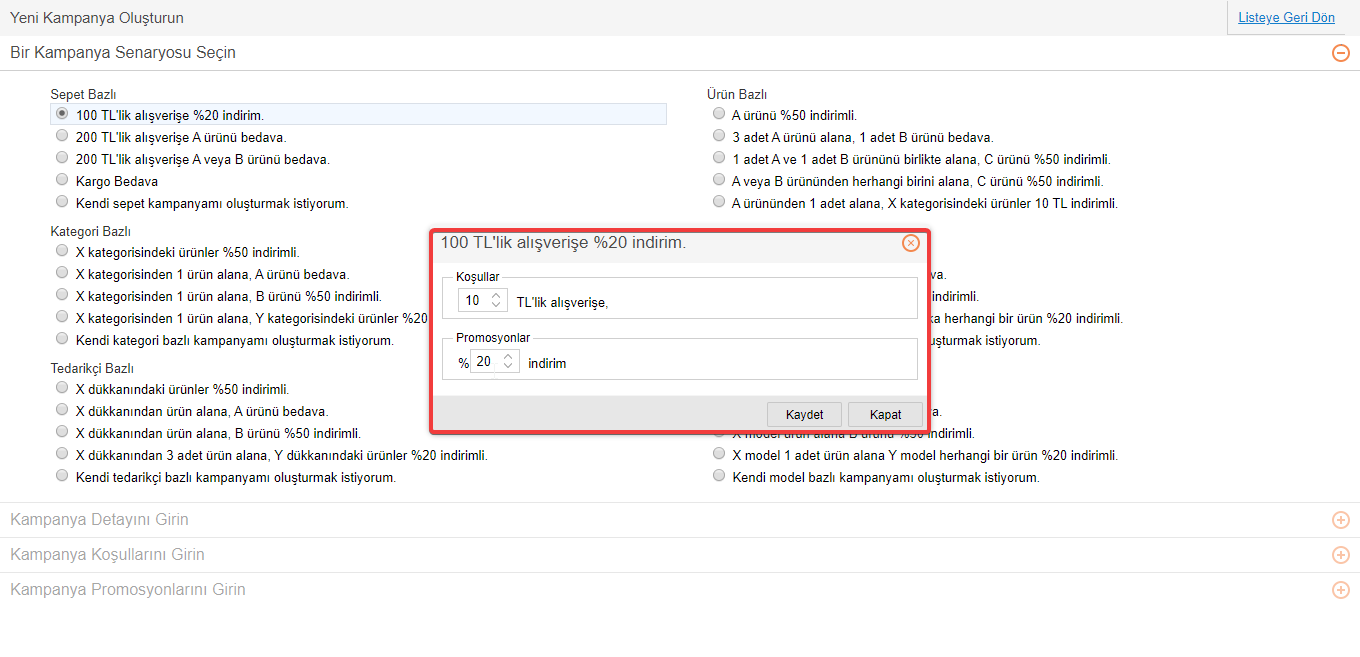 Yeni Kampanya Oluşturun
Listeye Geri Dön
Bir Kampanya Senaryosu Seçin
Sepet Bazlı
100 TL'lik alışverişe %20 indirim.
200 TL'lik alışverişe A ürünü bedava.
200 TL'lik alışverişe A veya B ürünü bedava.
Kargo Bedava
Kendi sepet kampanyamı oluşturmak istiyorum.
Ürün Bazlı
A ürünü %50 indirimli.
3 adet A ürünü alana, 1 adet B ürünü bedava.
1 adet A ve 1 adet B ürününü birlikte alana, C ürünü %50 indirimli.
A veya B ürününden herhangi birini alana, C ürünü %50 indirimli.
A ürününden 1 adet alana, X kategorisindeki ürünler 10 TL indirimli.
Kategori Bazlı
X kategorisindeki ürünler %50 indirimli.
X kategorisinden 1 ürün alana, A ürünü bedava.
X kategorisinden 1 ürün alana, B ürünü %50 indirimli.
X kategorisinden 1 ürün alana, Y kategorisindeki ürünler %20
Kendi kategori bazlı kampanyamı oluşturmak istiyorum.
va.
indirimli.
ka herhangi bir ürün %20 indirimli.
uşturmak istiyorum.
100 TL'lik alışverişe %20 indirim.
Koşullar
10 TL'lik alışverişe,
Promosyonlar
% 20 indirim
Kaydet Kapat
Tedarikçi Bazlı
X dükkanındaki ürünler %50 indirimli.
X dükkanından ürün alana, A ürünü bedava.
X dükkanından ürün alana, B ürünü %50 indirimli.
X dükkanından 3 adet ürün alana, Y dükkanındaki ürünler %20 indirimli.
Kendi tedarikçi bazlı kampanyamı oluşturmak istiyorum.
a.
X model ürün alana B ürünü %50 indirimli.
X model 1 adet ürün alana Y model herhangi bir ürün %20 indirimli.
Kendi model bazlı kampanyamı oluşturmak istiyorum.
Kampanya Detayını Girin
Kampanya Koşullarını Girin
Kampanya Promosyonlarını Girin